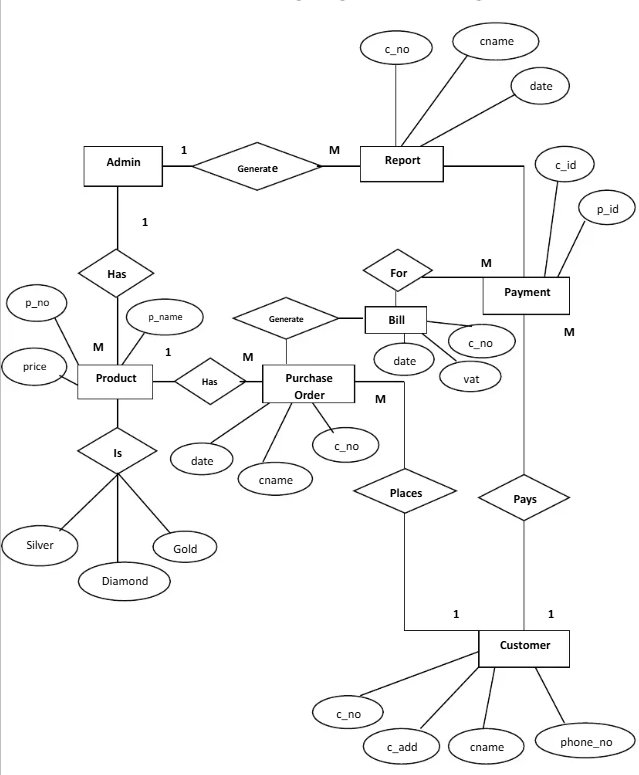 c_no
cname
date
1
M
Admin
Generate
Report
c_id
p_id
1
Has
For
M
Payment
p_no
p_name
Generate
Bill
M
c_no
M
1
M
date
price
Product
Has
Purchase
Order
vat
M
Is
c_no
date
cname
Places
Pays
Silver
Gold
Diamond
1
1
Customer
c_no
c_add
cname
phone_no